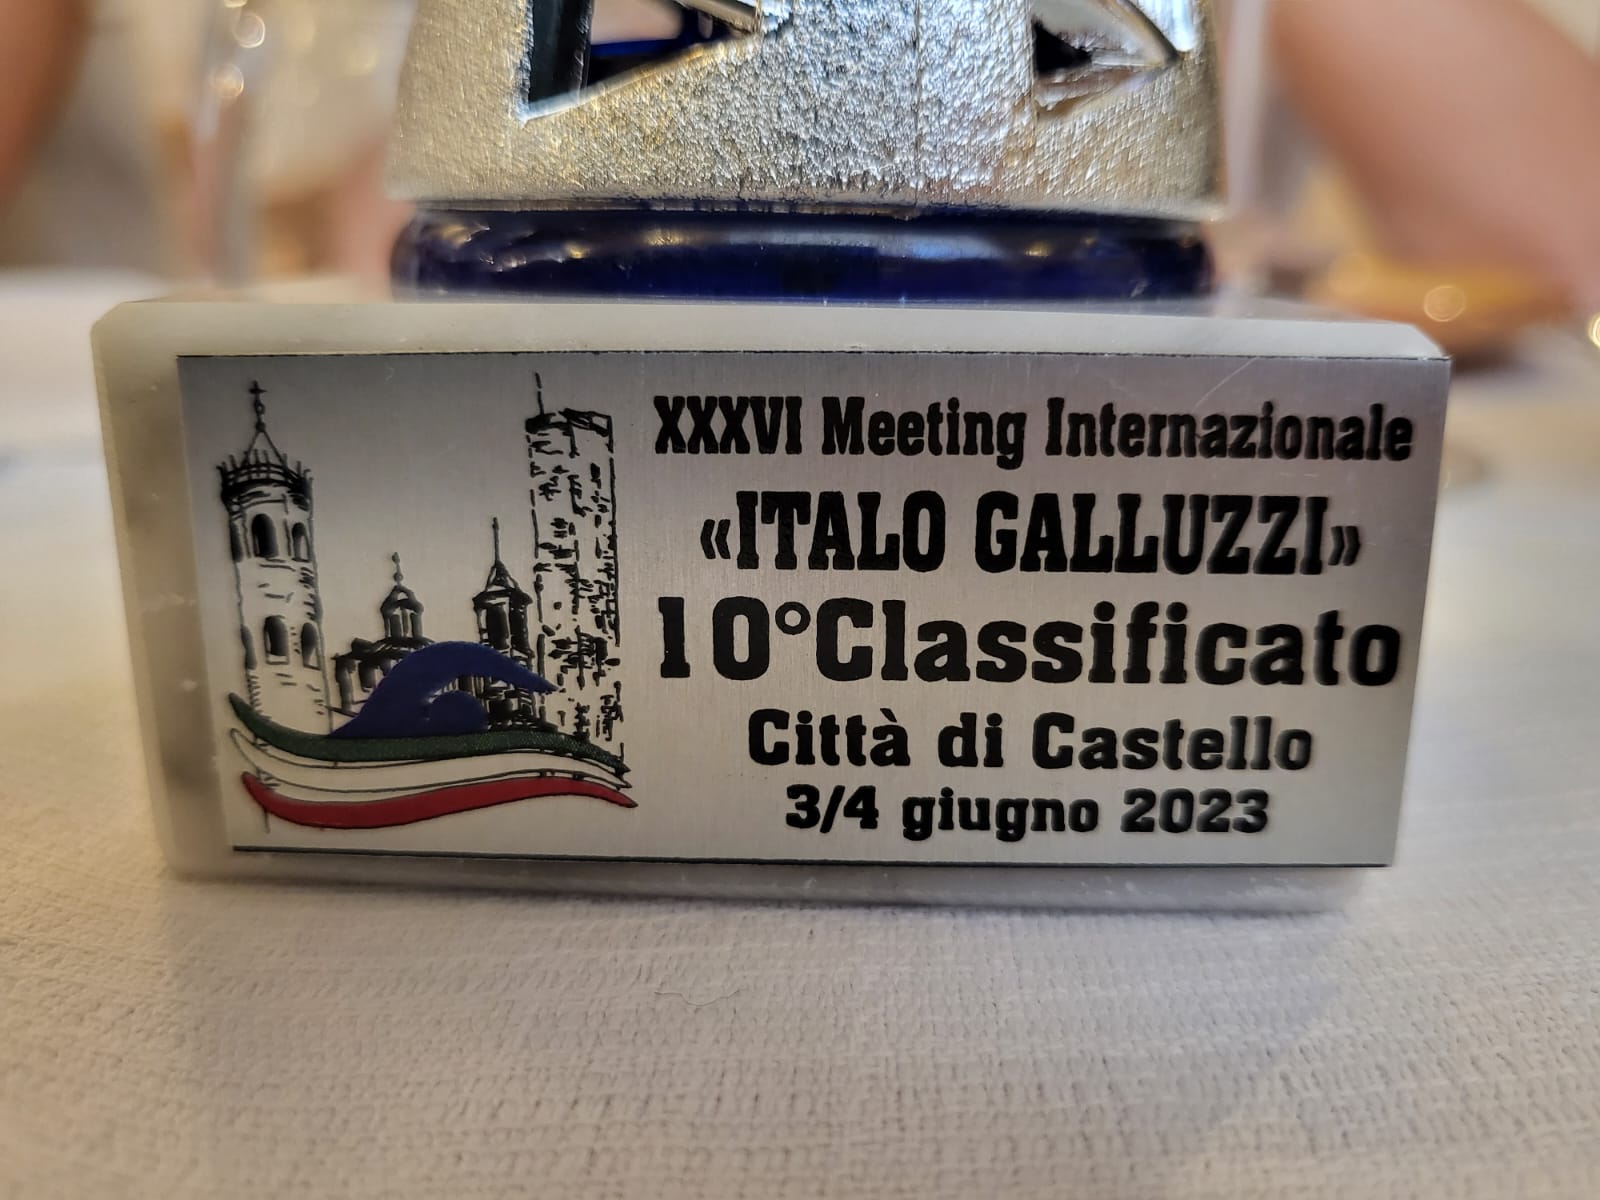 XXXVI Meeting Internazionale
«ITALO GALLUZZI»
10°Classificato
Città di Castello
3/4 giugno 2023